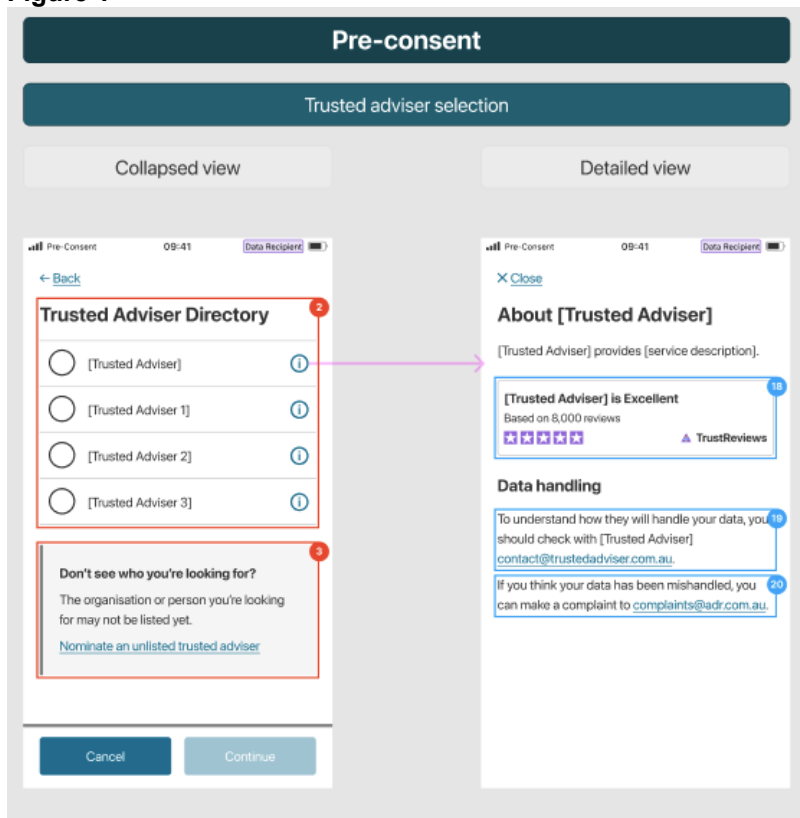 Pre-consent
Trusted adviser selection
Collapsed view
Detailed view
Pre-Consent
09:41
Data Recipient
← Back
Trusted Adviser Directory
2
[Trusted Adviser]
[Trusted Adviser 1]
[Trusted Adviser 2]
[Trusted Adviser 3]
3
Don't see who you're looking for?
The organisation or person you're looking
for may not be listed yet.
Nominate an unlisted trusted adviser
Cancel
Continue
Pre-Consent
09:41
Data Recipient
× Close
About [Trusted Adviser]
[Trusted Adviser] provides [service description].
18
[Trusted Adviser] is Excellent
Based on 8,000 reviews
TrustReviews
Data handling
To understand how they will handle your data, you
19
should check with [Trusted Adviser]
contact@trustedadviser.com.au.
If you think your data has been mishandled, you
20
can make a complaint to complaints@adr.com.au.